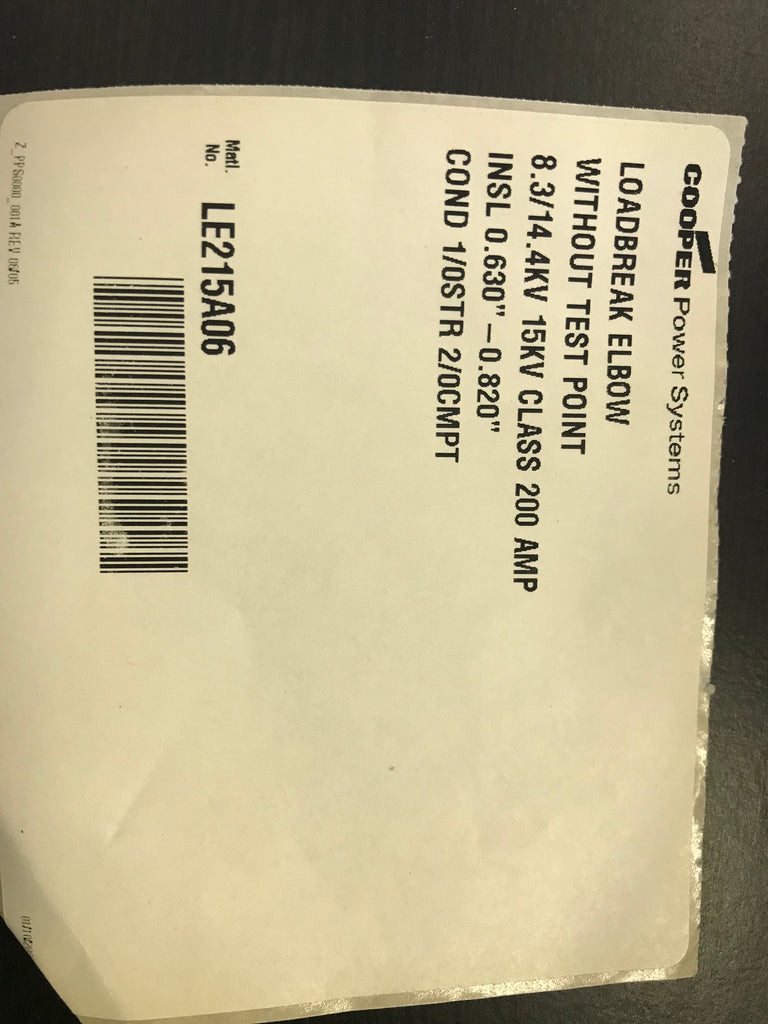 COOPER Power Systems
LOADBREAK ELBOW
WITHOUT TEST POINT
8.3/14.4KV 15KV CLASS 200 AMP
INSL 0.630" – 0.820"
COND 1/0STR 2/0CMPT
Matl. No. LE215A06